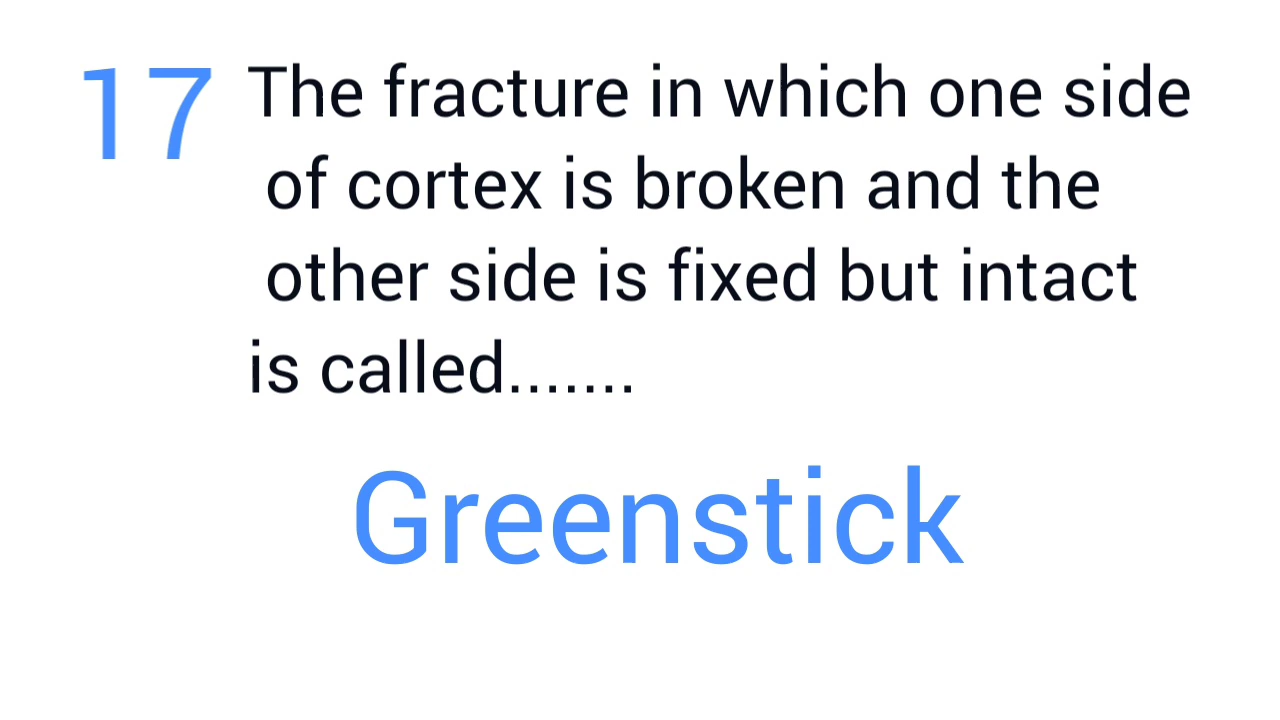 17 The fracture in which one side
of cortex is broken and the
other side is fixed but intact
is called.......
Greenstick